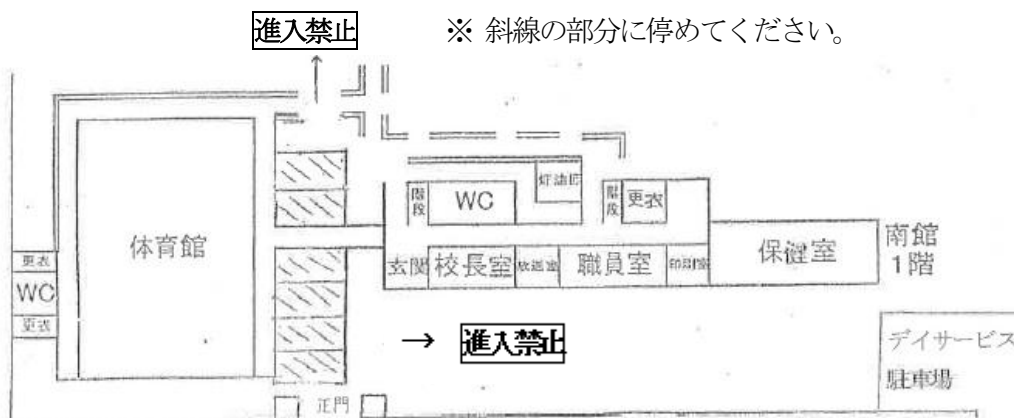 進入禁止
※ 斜線の部分に停めてください。
↑
階段
WC
灯油庫
階段
更衣
体育館
玄関
校長室
放送室
職員室
印刷室
保健室
南館
1階
更衣
WC
更衣
→ 進入禁止
デイサービス
駐車場
正門